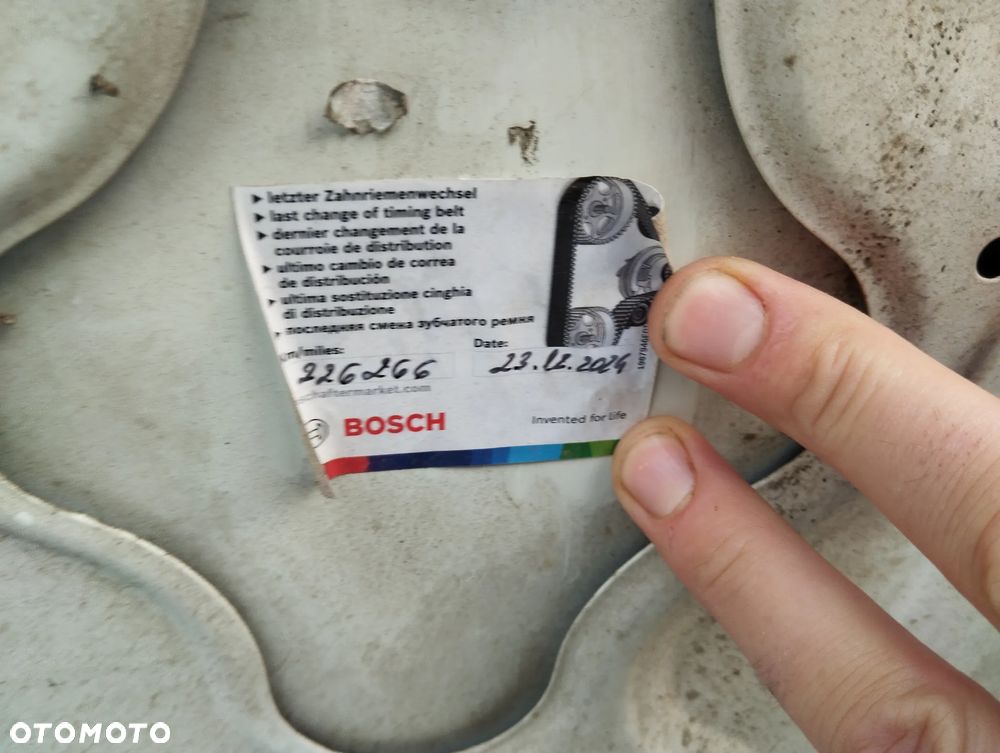 ▸ letzter Zahnriemenwechsel
▸ last change of timing belt
▸ dernier changement de la
courroie de distribution
▸ ultimo cambio de correa
de distribución
▸ ultima sostituzione cinghia
di distribuzione
▸ последняя смена зубчатого ремня
km/miles:
Date:
226266
23.12.2024
BOSCH
Invented for life
OTOMOTO